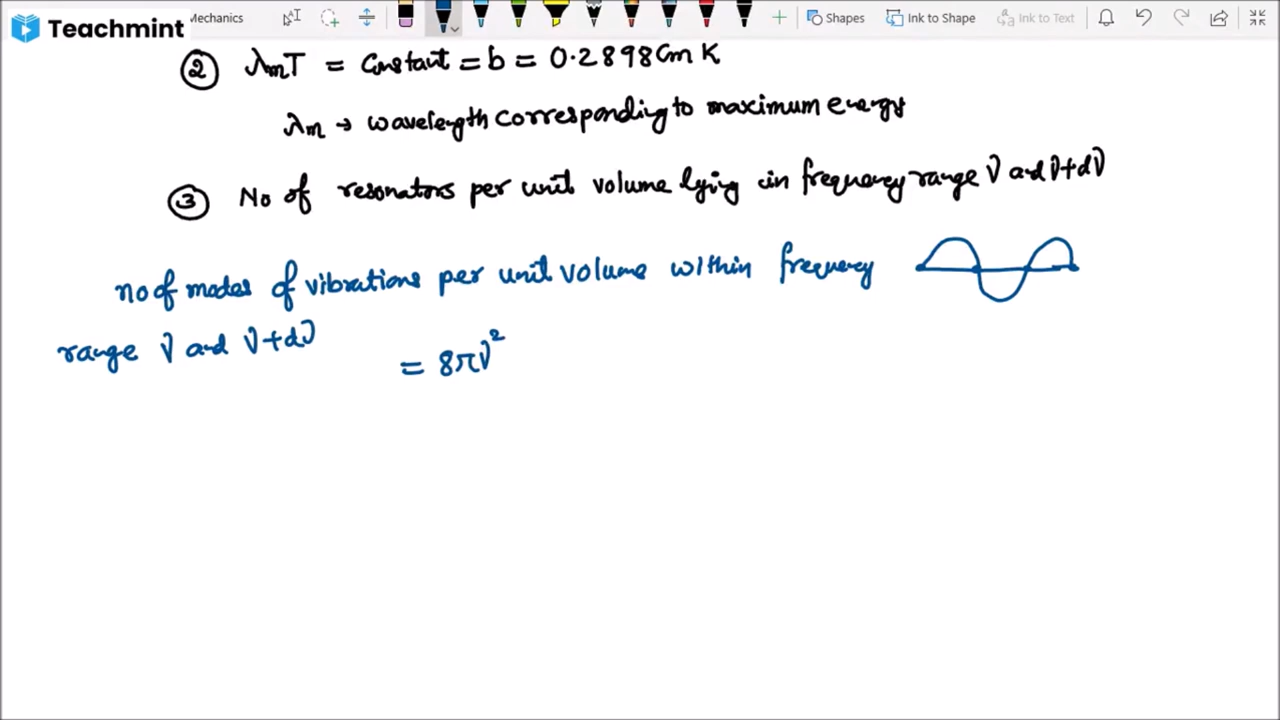 Teachmint
Mechanics
Shapes
Ink to Shape
Ink to Text
② λmT = Constant = b = 0.2898 Cm K
λm → wavelength corresponding to maximum energy
③ No of resonators per unit volume lying in frequency range ν and ν+dν
no of modes of vibrations per unit volume within frequency
range ν and ν+dν
= 8πν²